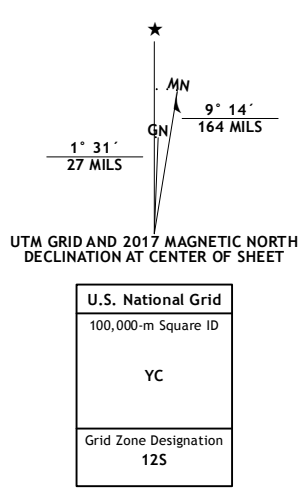 ★
MN
GN
9° 14´
164 MILS
1° 31´
27 MILS
UTM GRID AND 2017 MAGNETIC NORTH
DECLINATION AT CENTER OF SHEET
U.S. National Grid
100,000-m Square ID
YC
Grid Zone Designation
12S